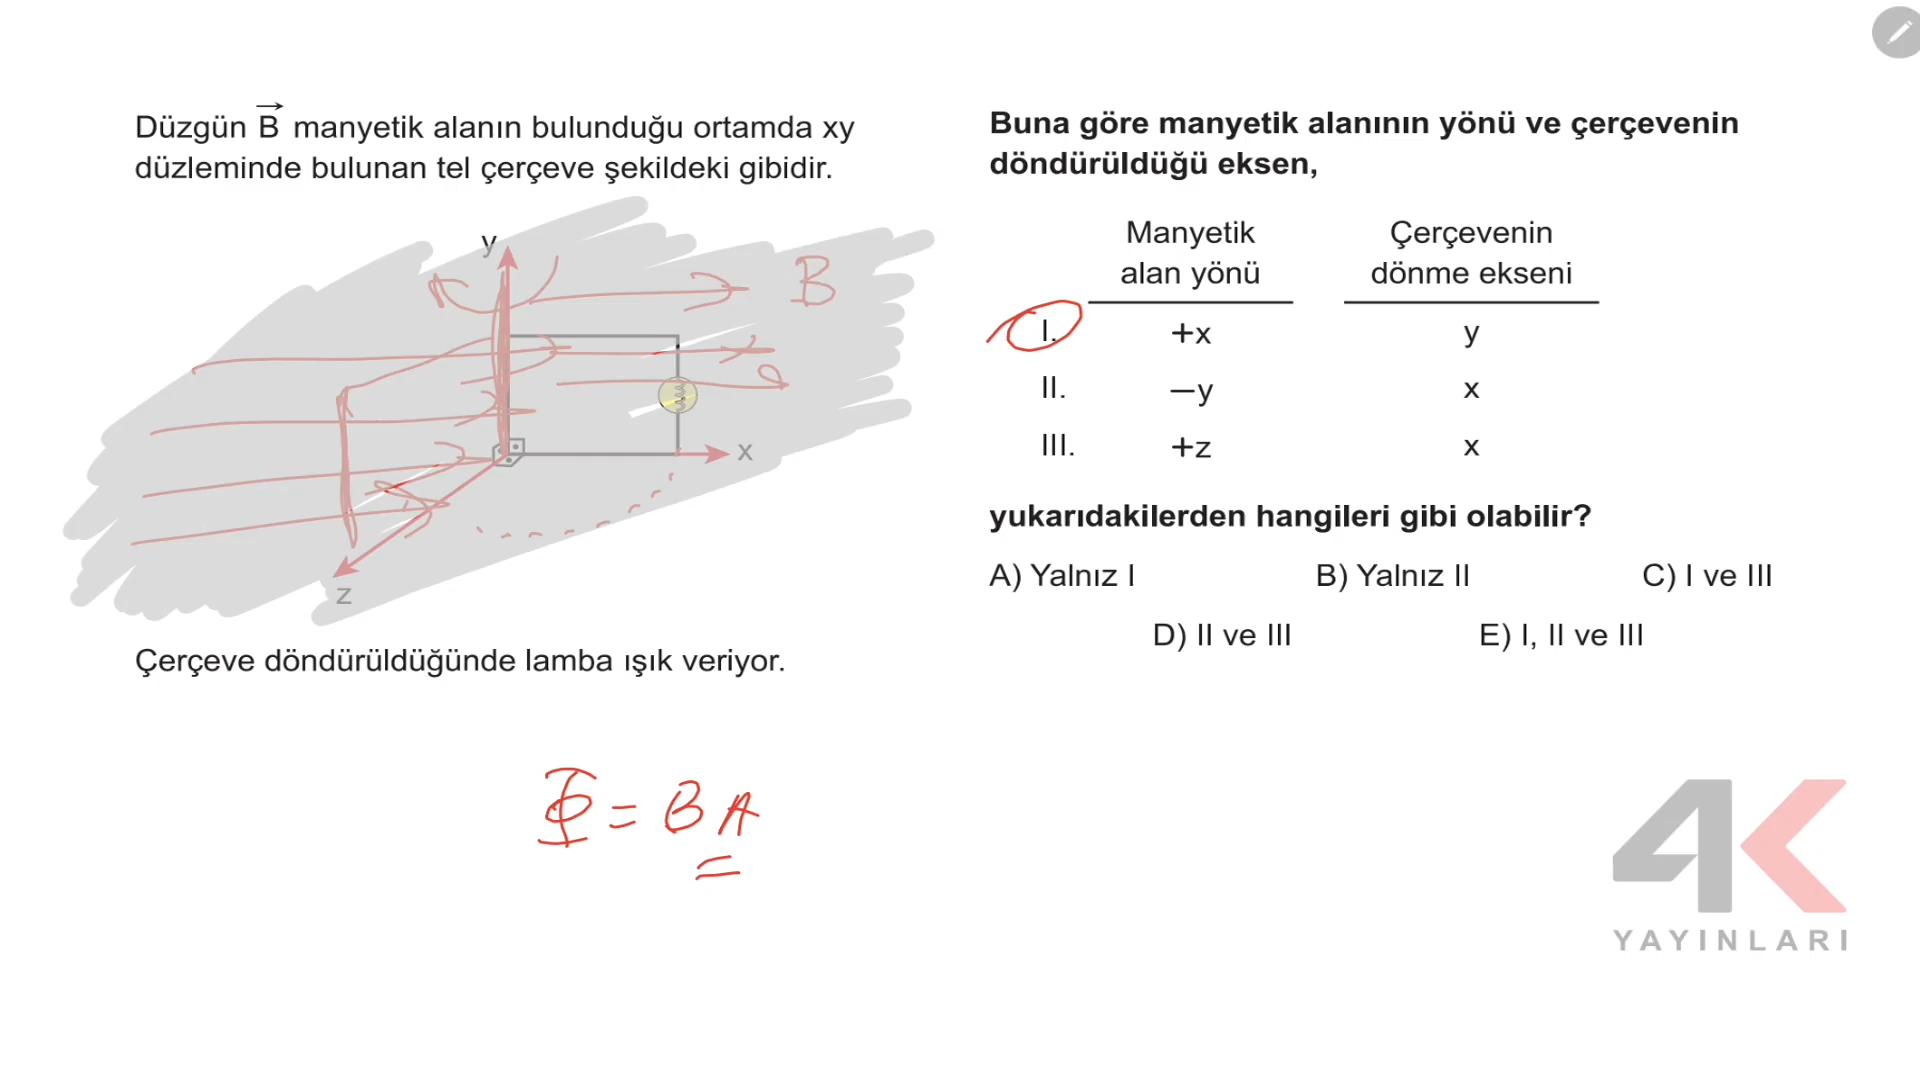 Düzgün B manyetik alanın bulunduğu ortamda xy
düzleminde bulunan tel çerçeve şekildeki gibidir.
y
B
x
z
Çerçeve döndürüldüğünde lamba ışık veriyor.
Φ = BA
Buna göre manyetik alanının yönü ve çerçevenin
döndürüldüğü eksen,
Manyetik alan yönü Çerçevenin dönme ekseni
I. +x y
II. –y x
III. +z x
yukarıdakilerden hangileri gibi olabilir?
A) Yalnız I B) Yalnız II C) I ve III
D) II ve III E) I, II ve III
4K
YAYINLARI